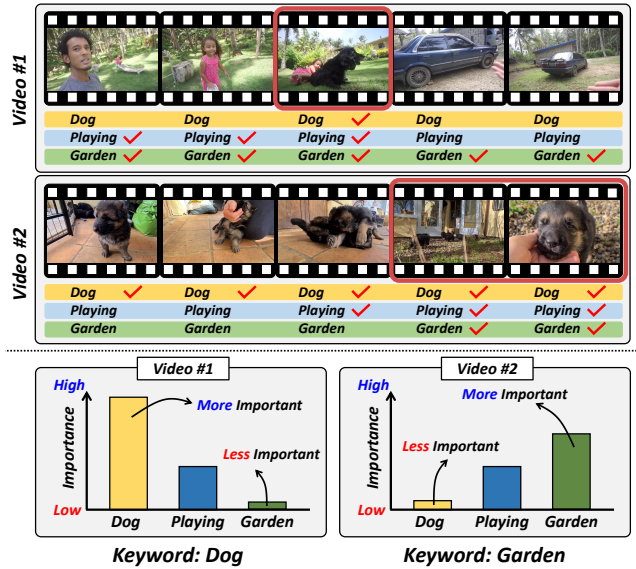 Video #1
Dog Dog Dog Dog Dog
Playing Playing Playing Playing Playing
Garden Garden Garden Garden Garden
Video #2
Dog Dog Dog Dog Dog
Playing Playing Playing Playing Playing
Garden Garden Garden Garden Garden
Video #1
High
Importance
More Important
Less Important
Low
Dog Playing Garden
Keyword: Dog
Video #2
High
Importance
More Important
Less Important
Low
Dog Playing Garden
Keyword: Garden